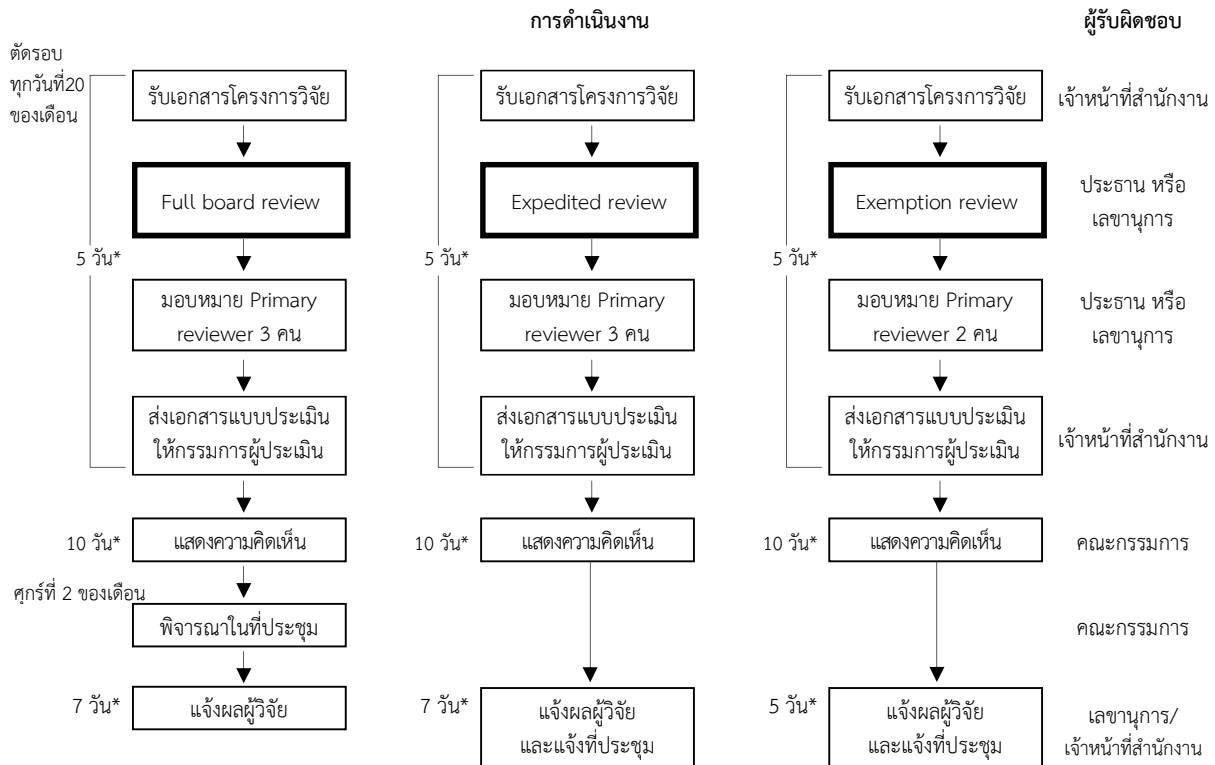 การดำเนินงาน ผู้รับผิดชอบ
ตัดรอบ
ทุกวันที่20
ของเดือน
รับเอกสารโครงการวิจัย รับเอกสารโครงการวิจัย รับเอกสารโครงการวิจัย เจ้าหน้าที่สำนักงาน
Full board review Expedited review Exemption review ประธาน หรือ
เลขานุการ
5 วัน* 5 วัน* 5 วัน*
มอบหมาย Primary มอบหมาย Primary มอบหมาย Primary ประธาน หรือ
reviewer 3 คน reviewer 3 คน reviewer 2 คน เลขานุการ
ส่งเอกสารแบบประเมิน ส่งเอกสารแบบประเมิน ส่งเอกสารแบบประเมิน เจ้าหน้าที่สำนักงาน
ให้กรรมการผู้ประเมิน ให้กรรมการผู้ประเมิน ให้กรรมการผู้ประเมิน
10 วัน* แสดงความคิดเห็น 10 วัน* แสดงความคิดเห็น 10 วัน* แสดงความคิดเห็น คณะกรรมการ
ศุกร์ที่ 2 ของเดือน
พิจารณาในที่ประชุม คณะกรรมการ
7 วัน* แจ้งผลผู้วิจัย 7 วัน* แจ้งผลผู้วิจัย 5 วัน* แจ้งผลผู้วิจัย เลขานุการ/
และแจ้งที่ประชุม และแจ้งที่ประชุม เจ้าหน้าที่สำนักงาน